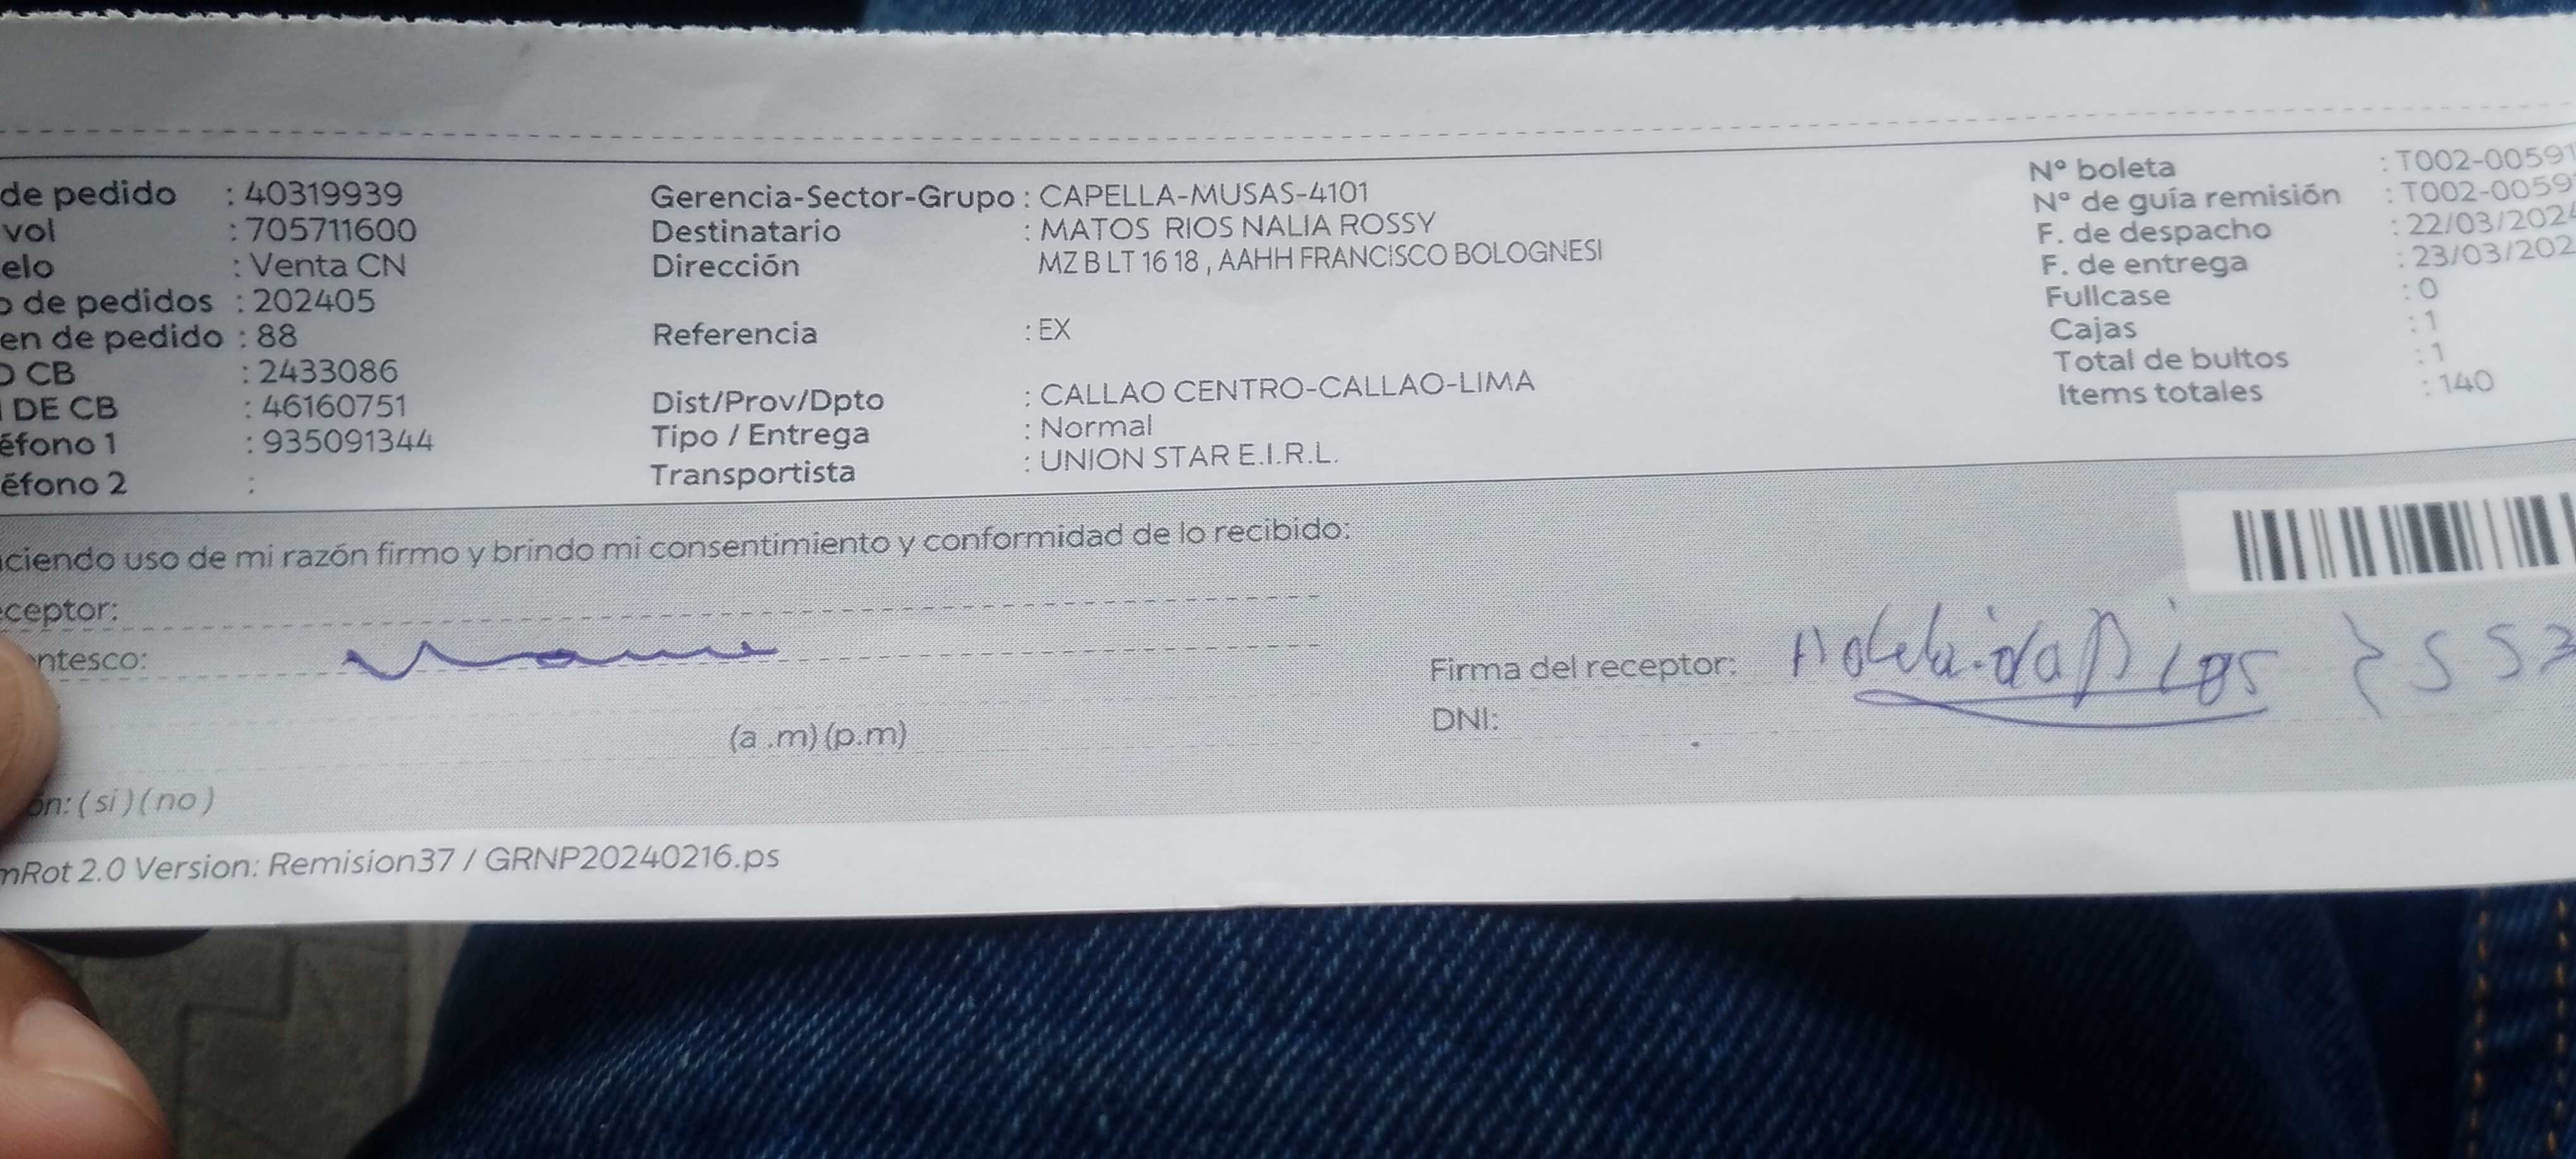 de pedido : 40319939
vol : 705711600
elo : Venta CN
o de pedidos : 202405
en de pedido : 88
O CB : 2433086
DE CB : 46160751
éfono 1 : 935091344
éfono 2 :
Gerencia-Sector-Grupo : CAPELLA-MUSAS-4101
Destinatario : MATOS RIOS NALIA ROSSY
Dirección MZ B LT 16 18 , AAHH FRANCISCO BOLOGNESI
Referencia : EX
Dist/Prov/Dpto : CALLAO CENTRO-CALLAO-LIMA
Tipo / Entrega : Normal
Transportista : UNION STAR E.I.R.L.
Nº boleta : T002-00591
Nº de guía remisión : T002-0059
F. de despacho : 22/03/2024
F. de entrega : 23/03/202
Fullcase : 0
Cajas : 1
Total de bultos : 1
Items totales : 140
ciendo uso de mi razón firmo y brindo mi consentimiento y conformidad de lo recibido:
ceptor:
ntesco:
Firma del receptor:
DNI:
(a .m) (p.m)
ón: ( si ) ( no )
mRot 2.0 Version: Remision37 / GRNP20240216.ps